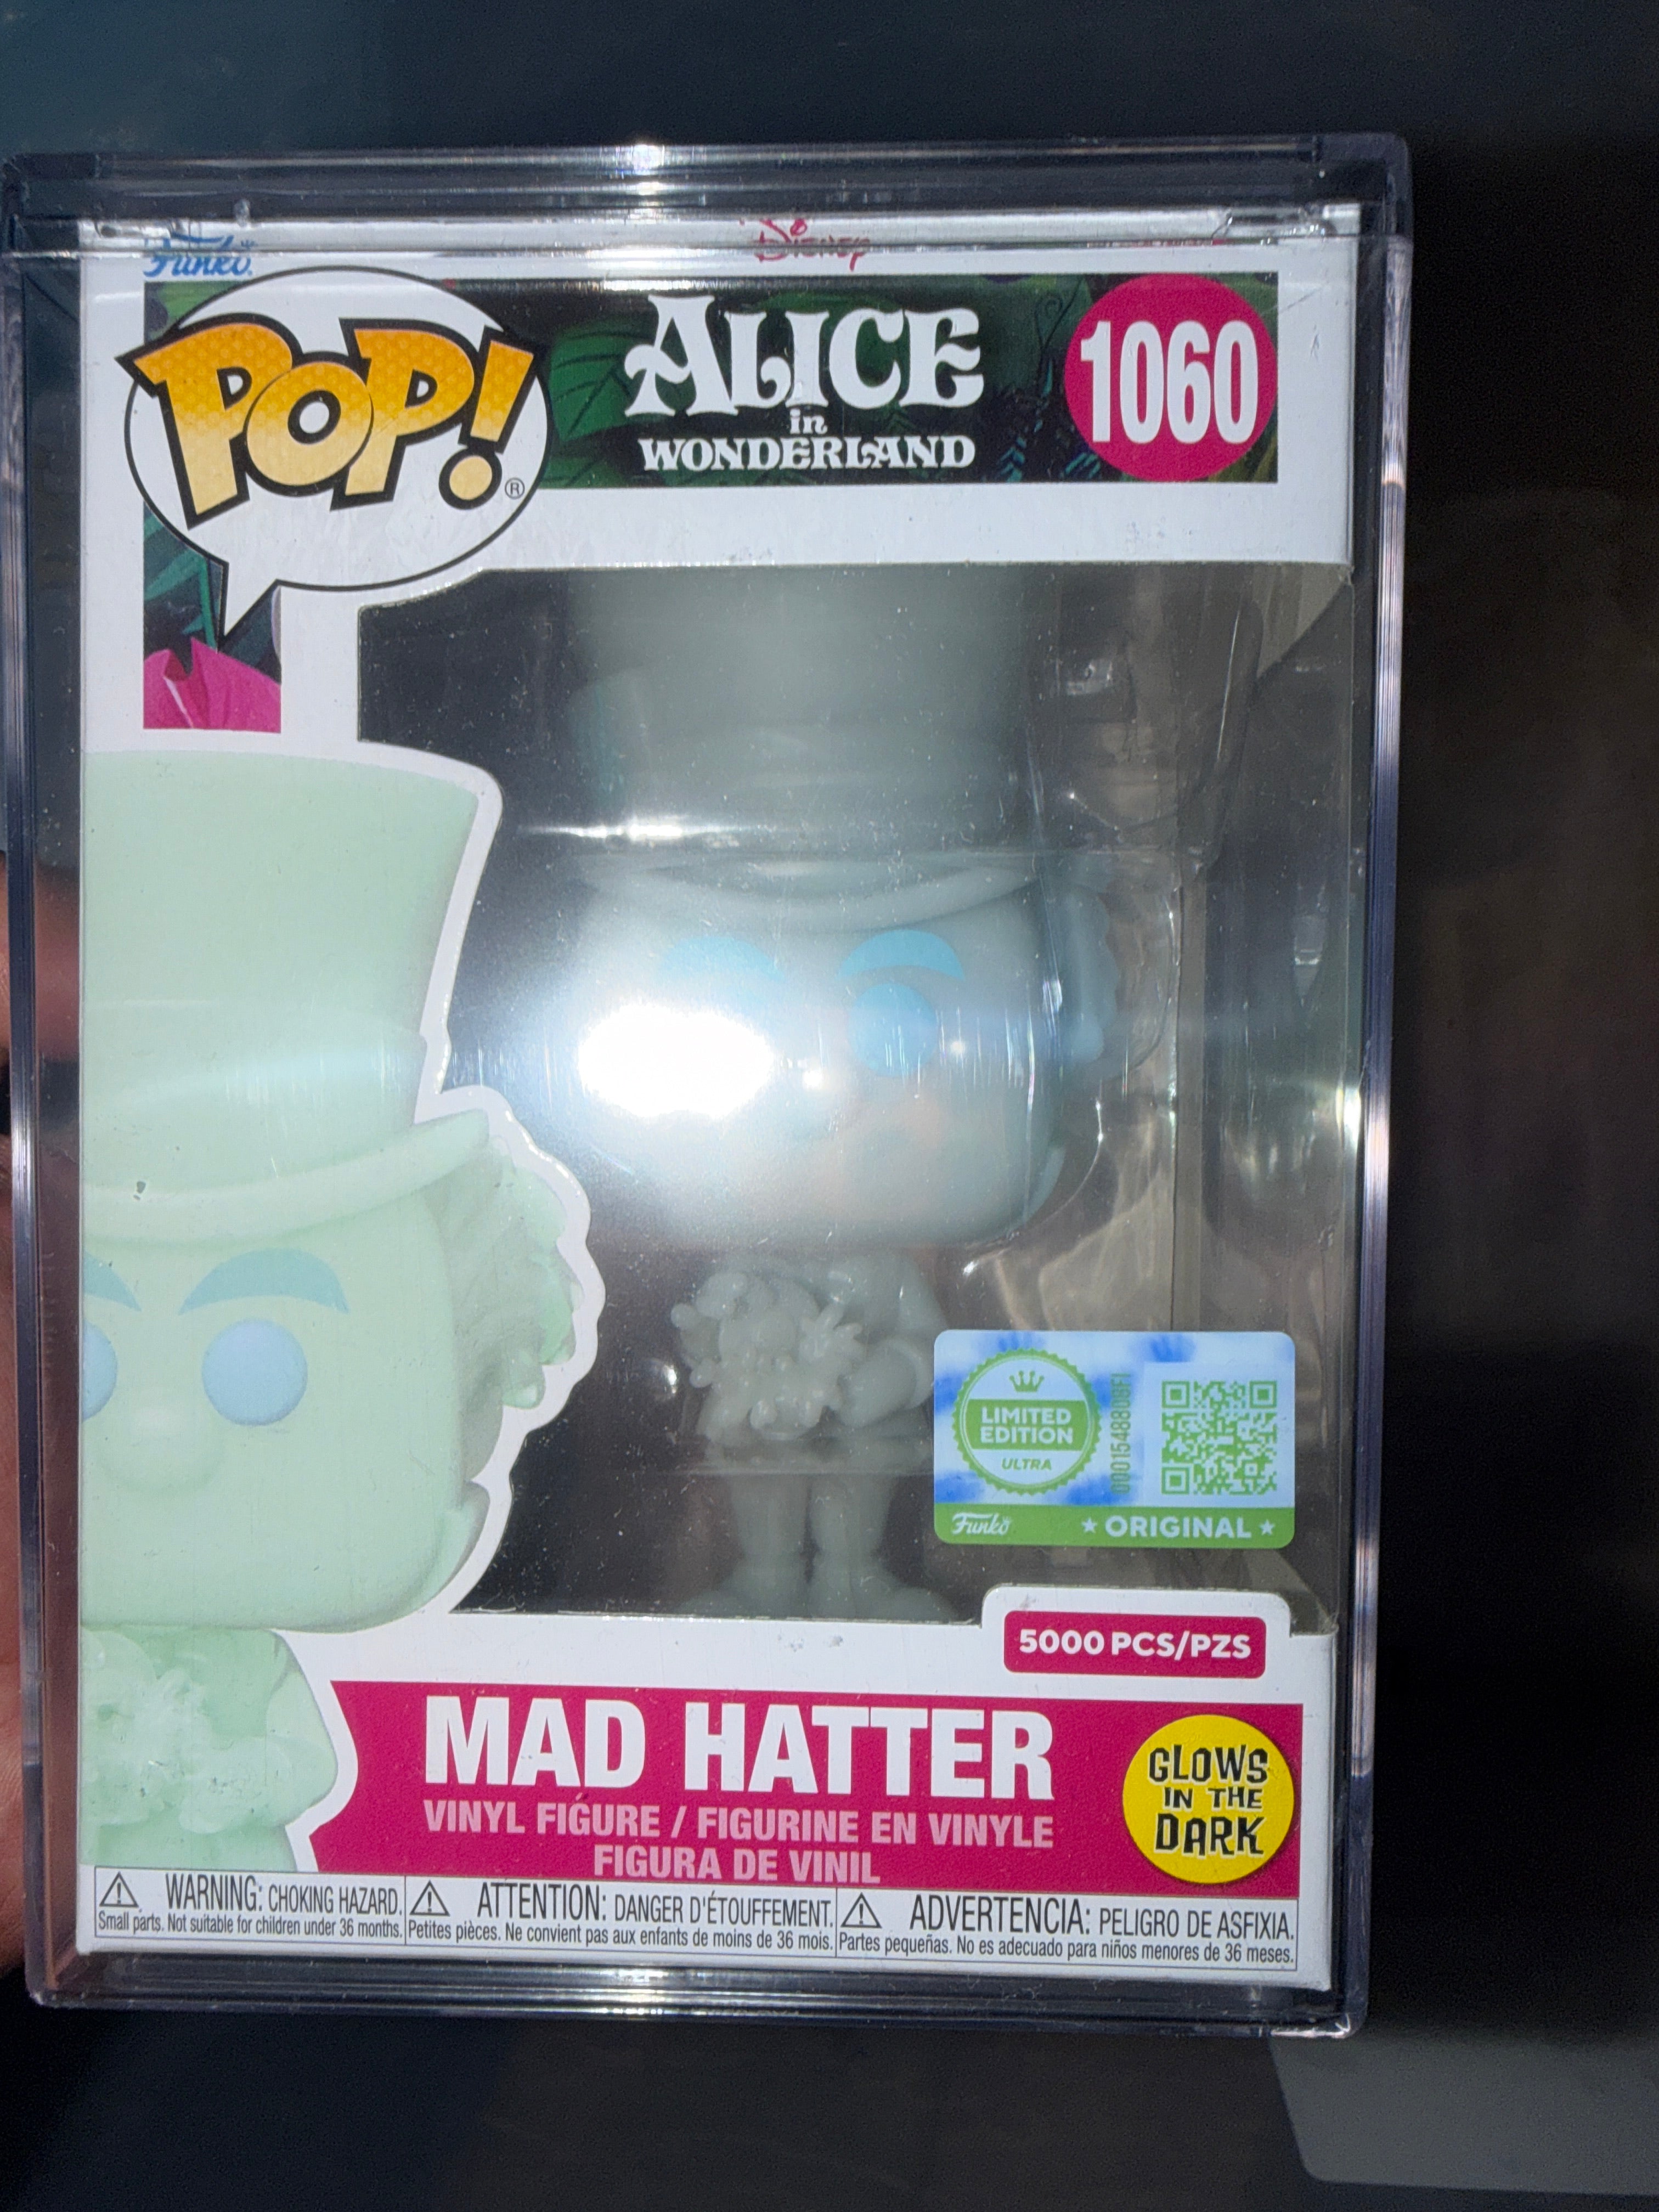 Funko
Disney
POP!®
ALICE
in
WONDERLAND
1060
LIMITED
EDITION
ULTRA
Funko
★ ORIGINAL ★
5000 PCS/PZS
MAD HATTER
VINYL FIGURE / FIGURINE EN VINYLE
FIGURA DE VINIL
GLOWS
IN THE
DARK
WARNING: CHOKING HAZARD.
Small parts. Not suitable for children under 36 months.
ATTENTION: DANGER D'ÉTOUFFEMENT.
Petites pièces. Ne convient pas aux enfants de moins de 36 mois.
ADVERTENCIA: PELIGRO DE ASFIXIA.
Partes pequeñas. No es adecuado para niños menores de 36 meses.